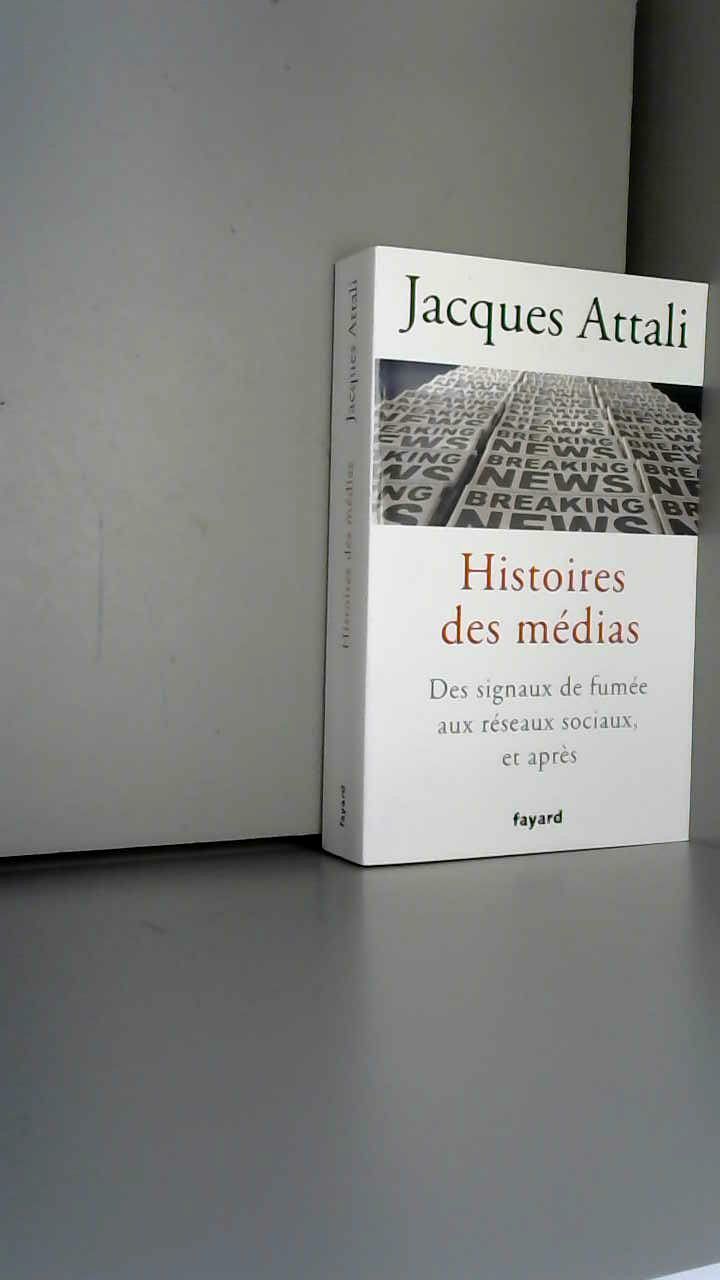 Jacques Attali
BREAKING NEWS
BREAKING
NEWS
BREAKING
NEWS
Histoires
des médias
Des signaux de fumée
aux réseaux sociaux,
et après
fayard
Histoires des médias Jacques Attali
fayard